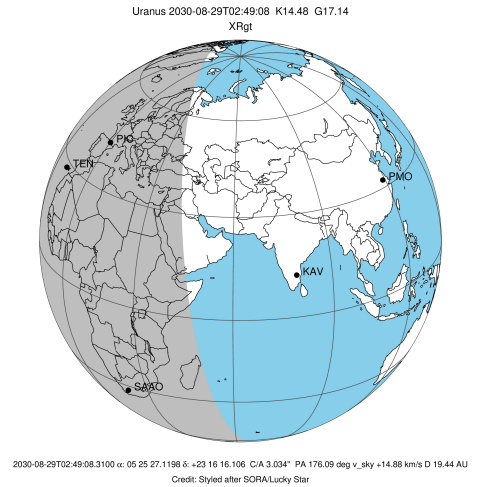 Uranus 2030-08-29T02:49:08 K14.48 G17.14
XRgt
PIC
TEN
PMO
KAV
SAAO
2030-08-29T02:49:08.3100 α: 05 25 27.1198 δ: +23 16 16.106 C/A 3.034" PA 176.09 deg v_sky +14.88 km/s D 19.44 AU
Credit: Styled after SORA/Lucky Star